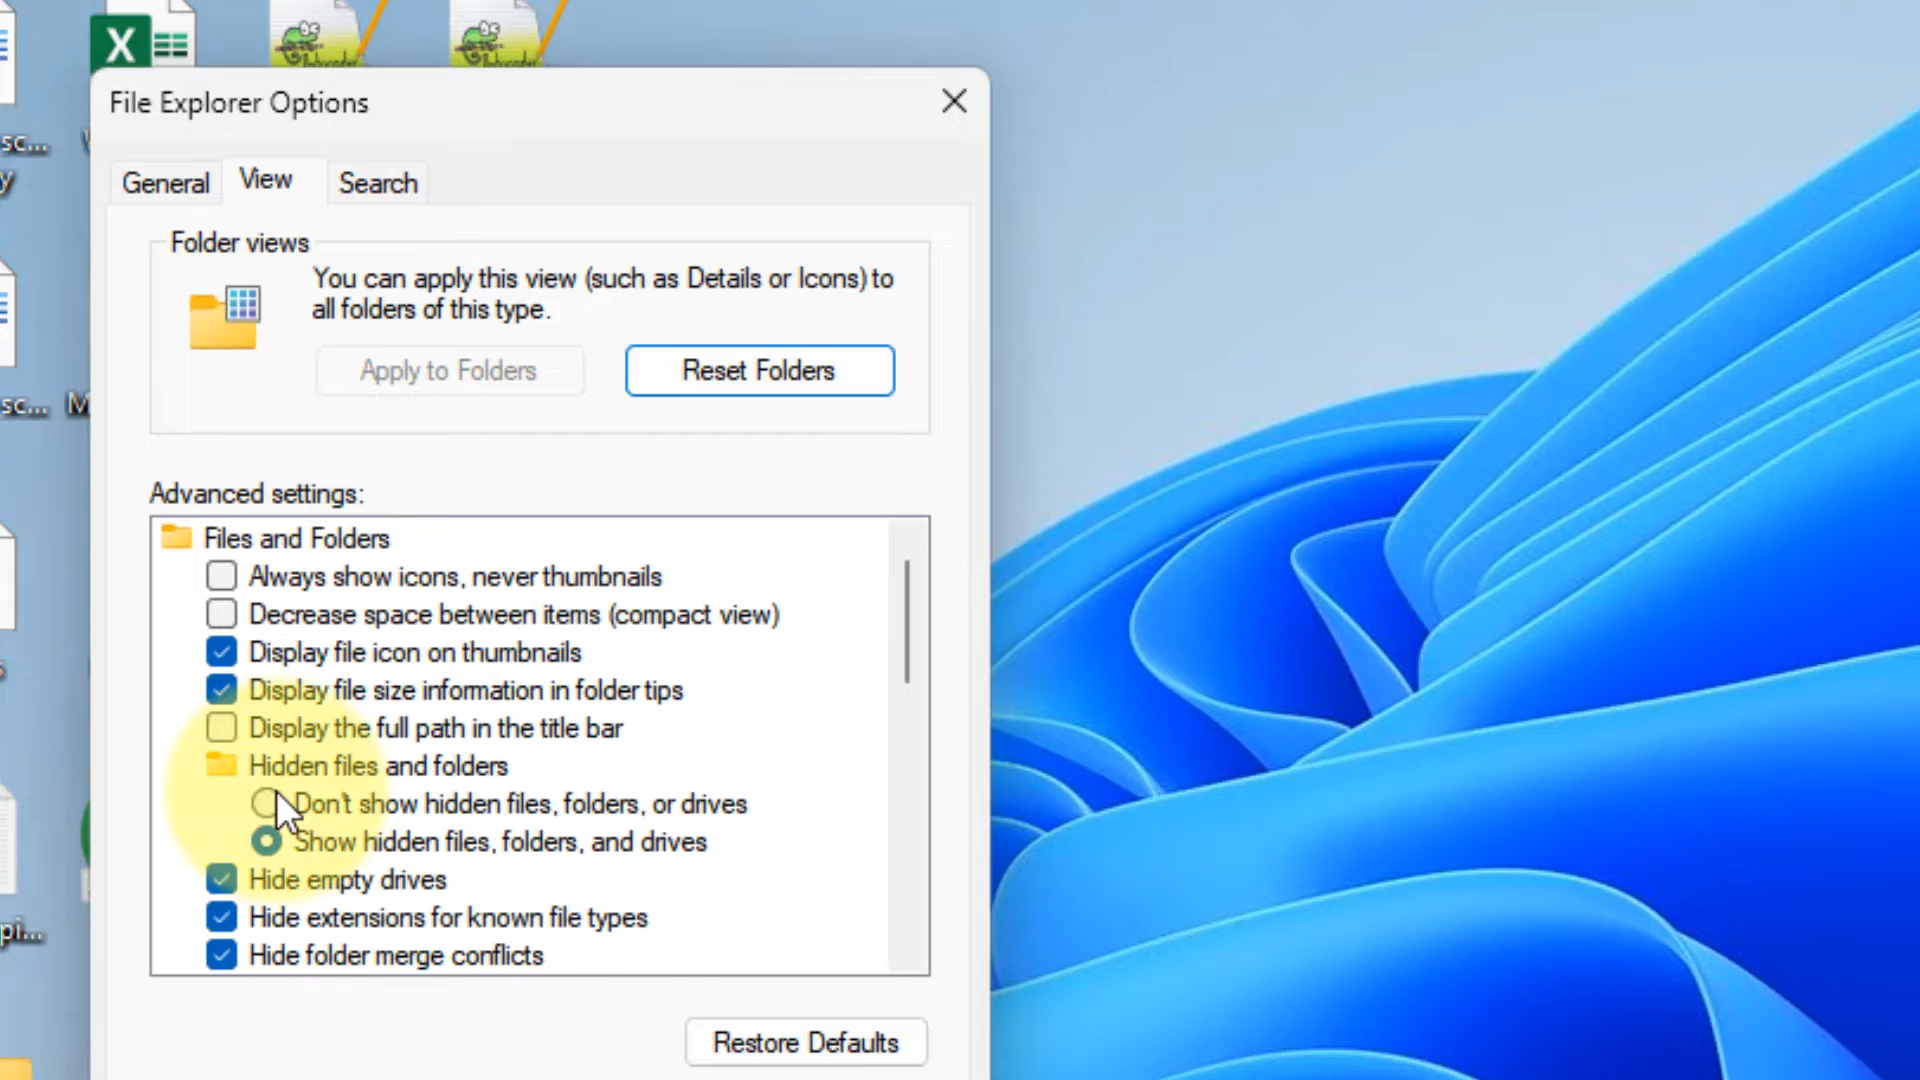 X
sc...
y
File Explorer Options
General
View
Search
Folder views
You can apply this view (such as Details or Icons) to
all folders of this type.
Apply to Folders
Reset Folders
sc...
M
Advanced settings:
Files and Folders
Always show icons, never thumbnails
Decrease space between items (compact view)
Display file icon on thumbnails
Display file size information in folder tips
Display the full path in the title bar
Hidden files and folders
Don't show hidden files, folders, or drives
Show hidden files, folders, and drives
Hide empty drives
Hide extensions for known file types
Hide folder merge conflicts
pi...
Restore Defaults